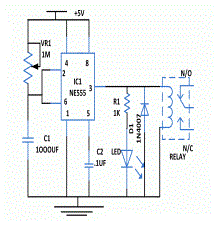 +5V
VR1
1M
4 8
2
IC1
NE555
3
6
1 5
R1
1K
D1
1N4007
N/O
C1
1000UF
C2
.1UF
LED
N/C
RELAY